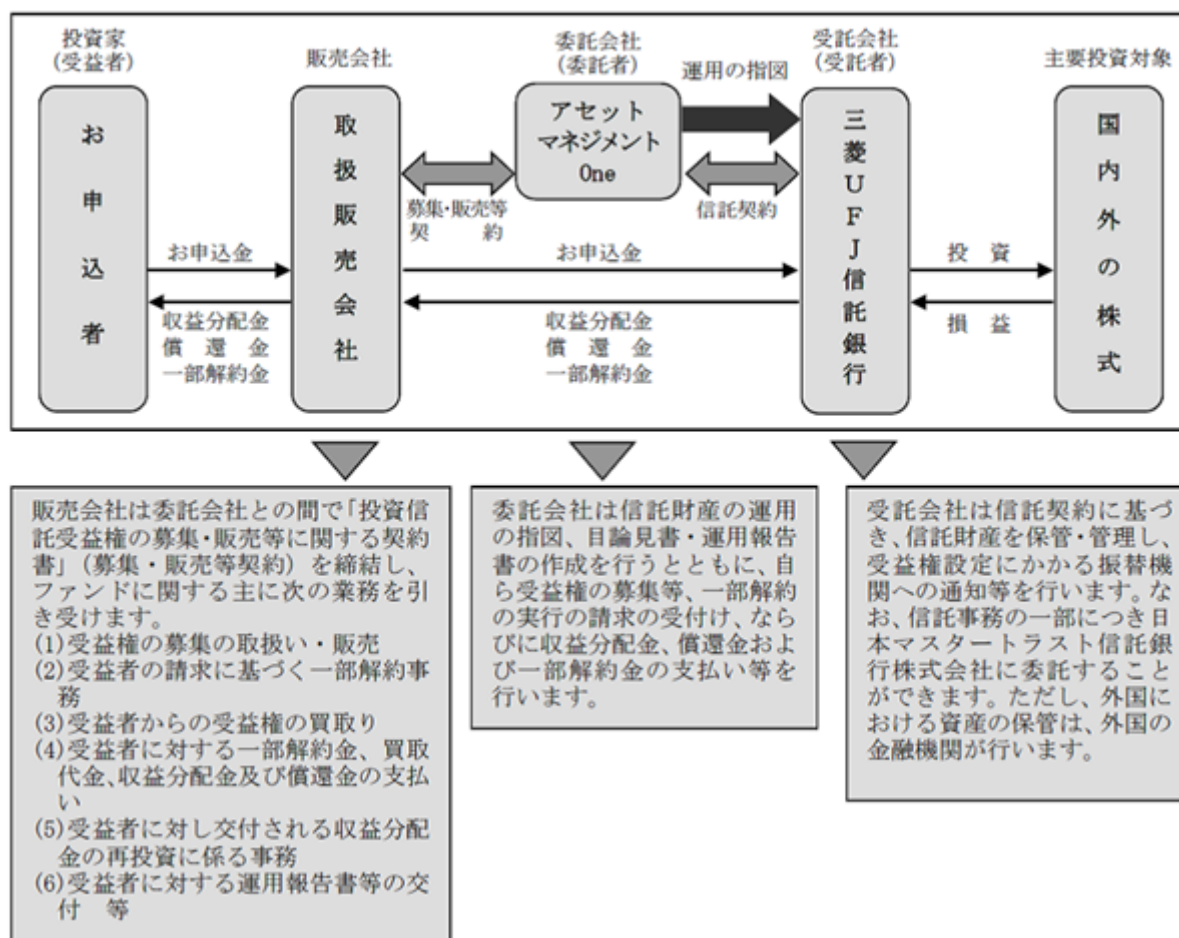 投資家
(受益者)
販売会社
委託会社
(委託者)
受託会社
(受託者)
主要投資対象
お申込者
取扱販売会社
アセット
マネジメント
One
運用の指図
三菱UFJ信託銀行
国内外の株式
募集・販売等
契 約
信託契約
お申込金
収益分配金
償 還 金
一部解約金
お申込金
収益分配金
償 還 金
一部解約金
投 資
損 益
販売会社は委託会社との間で「投資信
託受益権の募集・販売等に関する契約
書」(募集・販売等契約)を締結し、
ファンドに関する主に次の業務を引
き受けます。
(1)受益権の募集の取扱い・販売
(2)受益者の請求に基づく一部解約事
務
(3)受益者からの受益権の買取り
(4)受益者に対する一部解約金、買取
代金、収益分配金及び償還金の支払
い
(5)受益者に対し交付される収益分配
金の再投資に係る事務
(6)受益者に対する運用報告書等の交
付 等
委託会社は信託財産の運用
の指図、目論見書・運用報告
書の作成を行うとともに、自
ら受益権の募集等、一部解約
の実行の請求の受付け、なら
びに収益分配金、償還金およ
び一部解約金の支払い等を
行います。
受託会社は信託契約に基づ
き、信託財産を保管・管理し、
受益権設定にかかる振替機
関への通知等を行います。な
お、信託事務の一部につき日
本マスタートラスト信託銀
行株式会社に委託すること
ができます。ただし、外国に
おける資産の保管は、外国の
金融機関が行います。